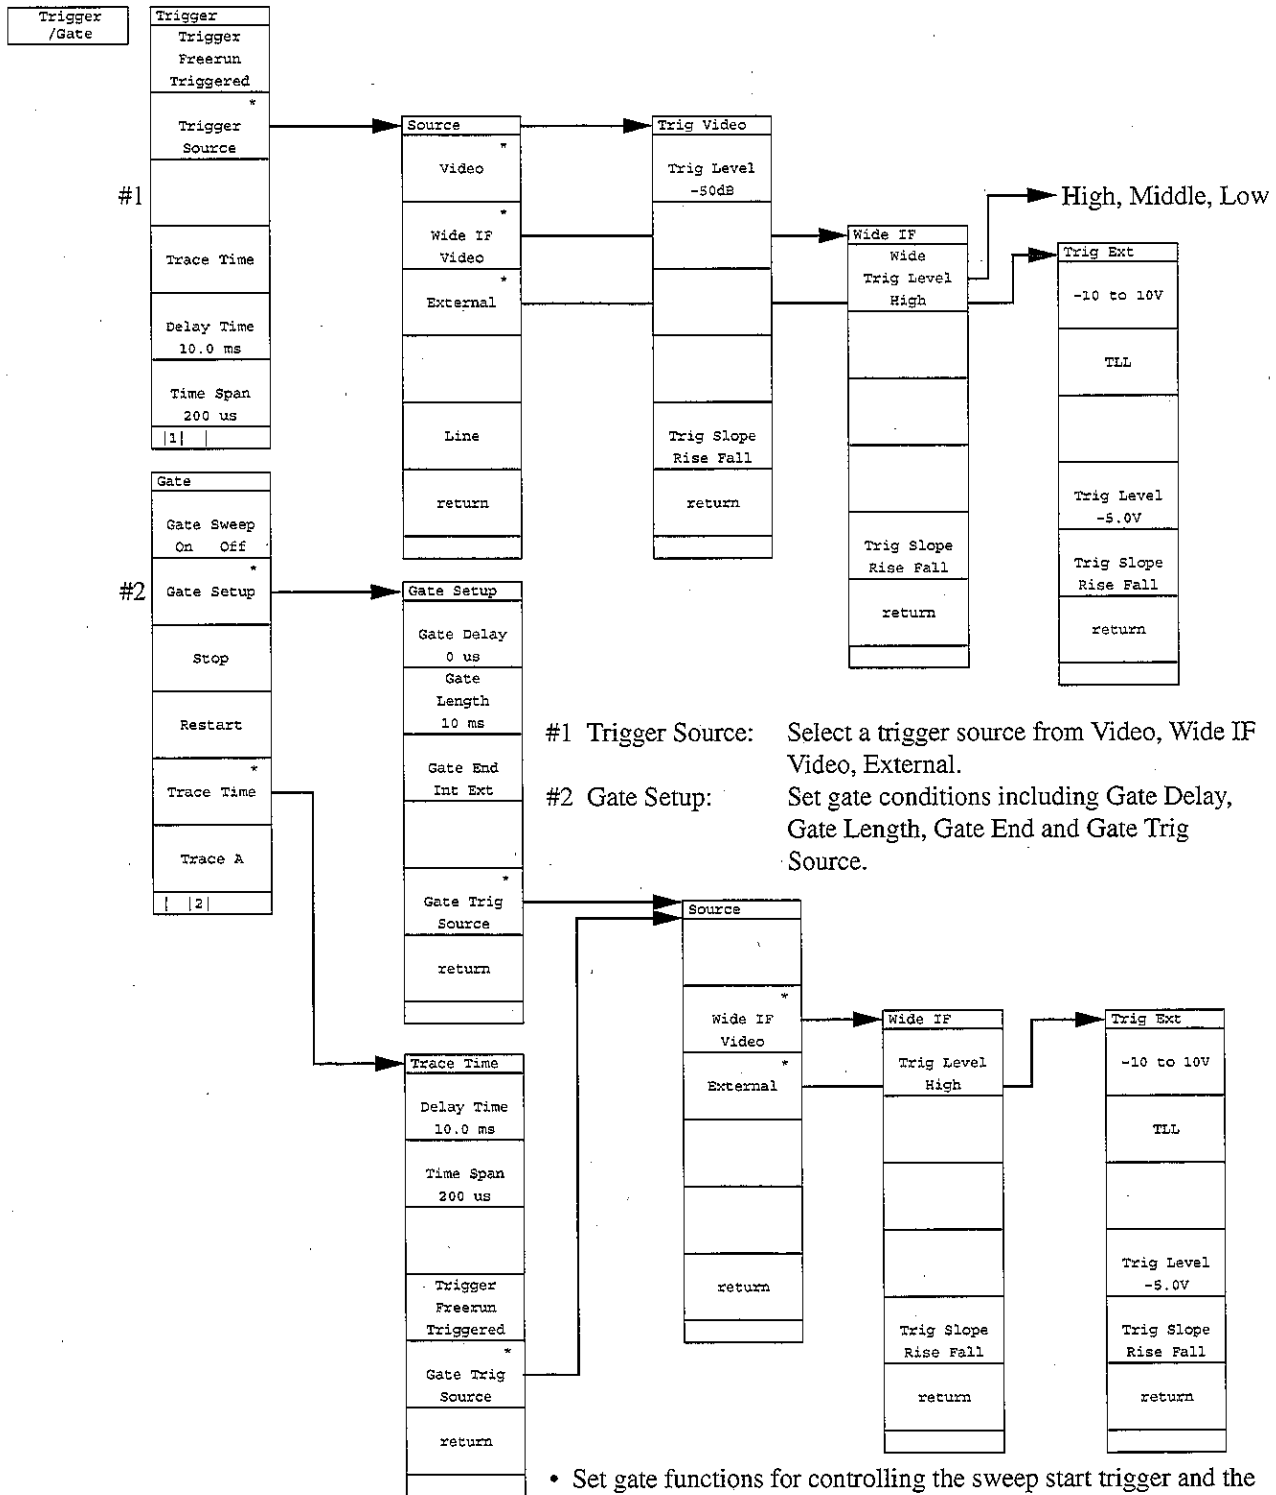 Trigger
/Gate
Trigger
Trigger
Freerun
Triggered
*
Trigger
Source
#1
Trace Time
Delay Time
10.0 ms
Time Span
200 us
|1| |
Source
*
Video
*
Wide IF
Video
*
External
Line
return
Trig Video
Trig Level
-50dB
Trig Slope
Rise Fall
return
High, Middle, Low
Wide IF
Wide
Trig Level
High
Trig Slope
Rise Fall
return
Trig Ext
-10 to 10V
TLL
Trig Level
-5.0V
Trig Slope
Rise Fall
return
Gate
Gate Sweep
On Off
*
#2
Gate Setup
Stop
Restart
*
Trace Time
Trace A
| |2|
Gate Setup
Gate Delay
0 us
Gate
Length
10 ms
Gate End
Int Ext
*
Gate Trig
Source
return
#1 Trigger Source: Select a trigger source from Video, Wide IF
Video, External.
#2 Gate Setup: Set gate conditions including Gate Delay,
Gate Length, Gate End and Gate Trig
Source.
Trace Time
Delay Time
10.0 ms
Time Span
200 us
Trigger
Freerun
Triggered
*
Gate Trig
Source
return
Source
*
Wide IF
Video
*
External
return
Wide IF
Trig Level
High
Trig Slope
Rise Fall
return
Trig Ext
-10 to 10V
TLL
Trig Level
-5.0V
Trig Slope
Rise Fall
return
• Set gate functions for controlling the sweep start trigger and the